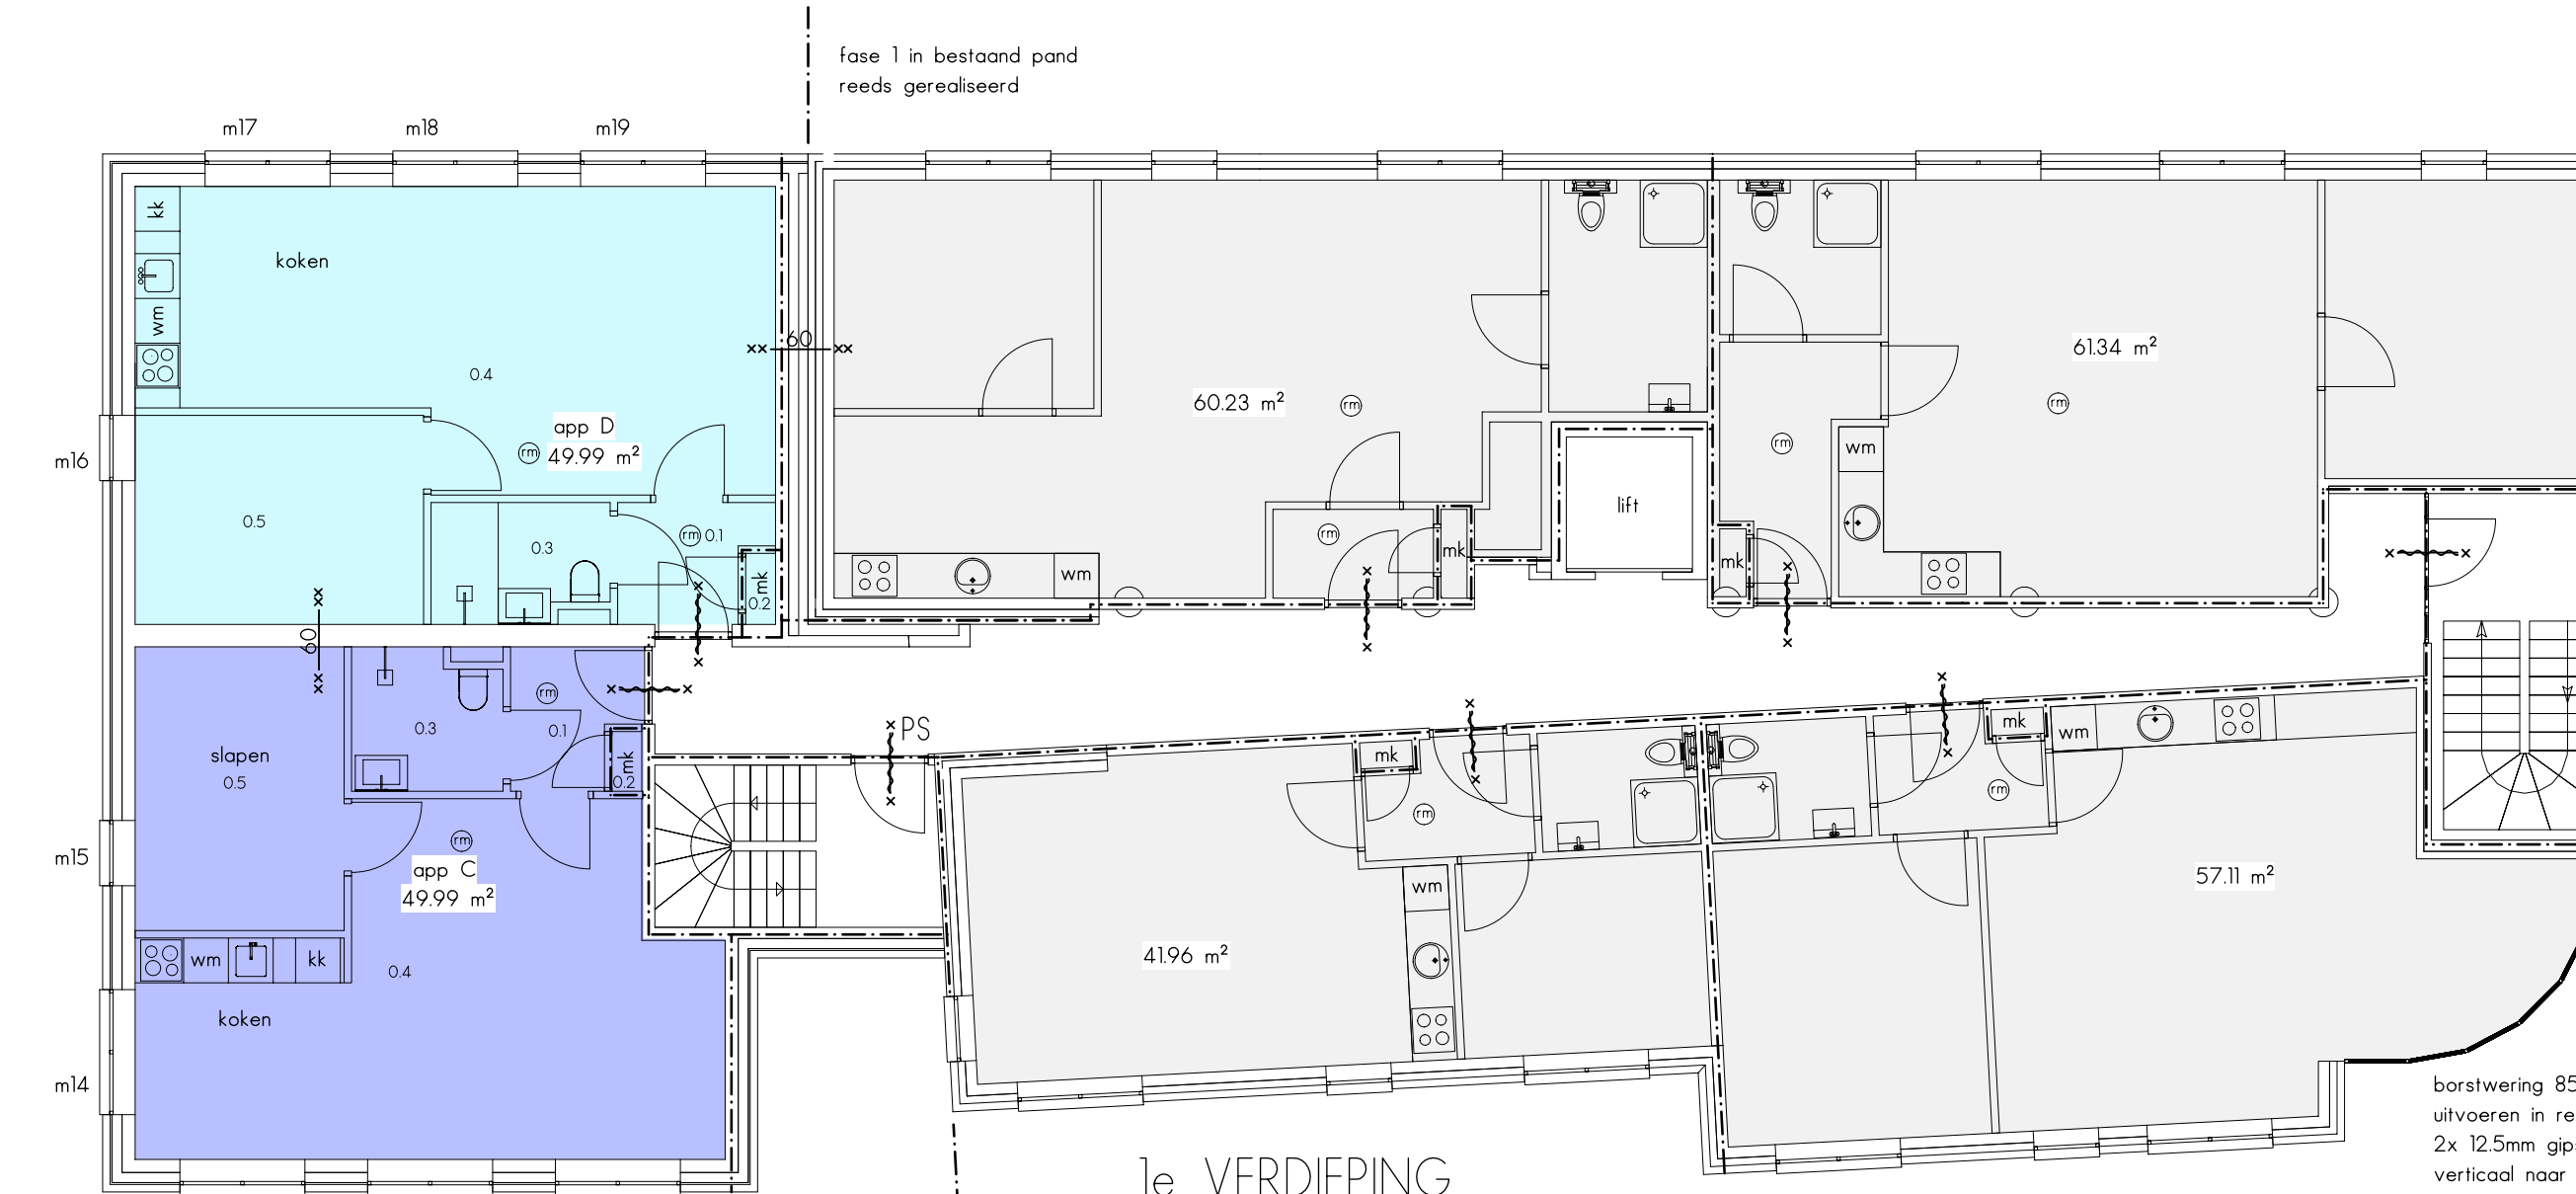 fase 1 in bestaand pand
reeds gerealiseerd
m17 m18 m19
kk
koken
wm
0.4
60
app D
rm 49.99 m²
m16
0.5
0.3
rm 0.1
mk
0.2
60.23 m²
rm
rm
mk
wm
lift
61.34 m²
rm
rm
wm
mk
60
rm
0.3
0.1
slapen
0.5
mk
0.2
PS
rm
app C
49.99 m²
m15
wm
kk
0.4
koken
m14
mk
rm
wm
41.96 m²
mk
wm
rm
57.11 m²
borstwering 85
uitvoeren in re
2x 12.5mm gip
verticaal naar
1e VERDIEPING